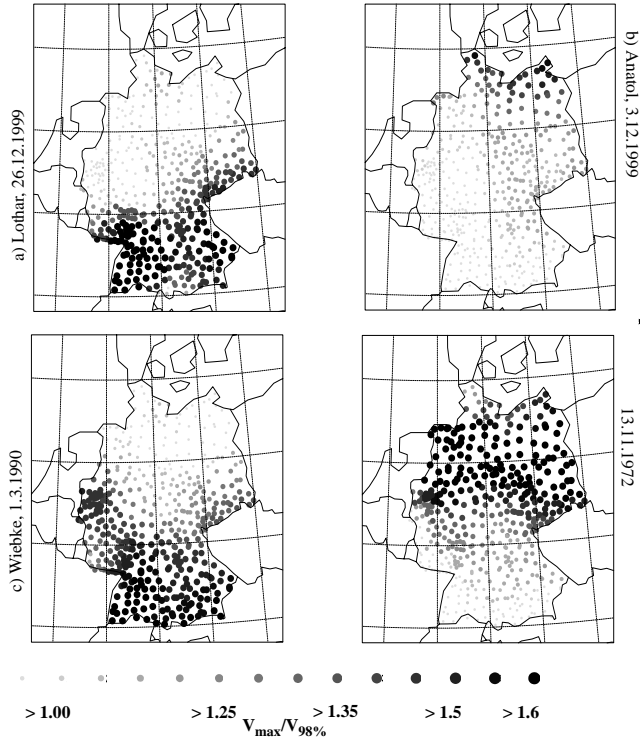 a) Lothar, 26.12.1999
b) Anatol, 3.12.1999
c) Wiebke, 1.3.1990
13.11.1972
> 1.00 > 1.25 > 1.35 > 1.5 > 1.6
Vmax/V98%